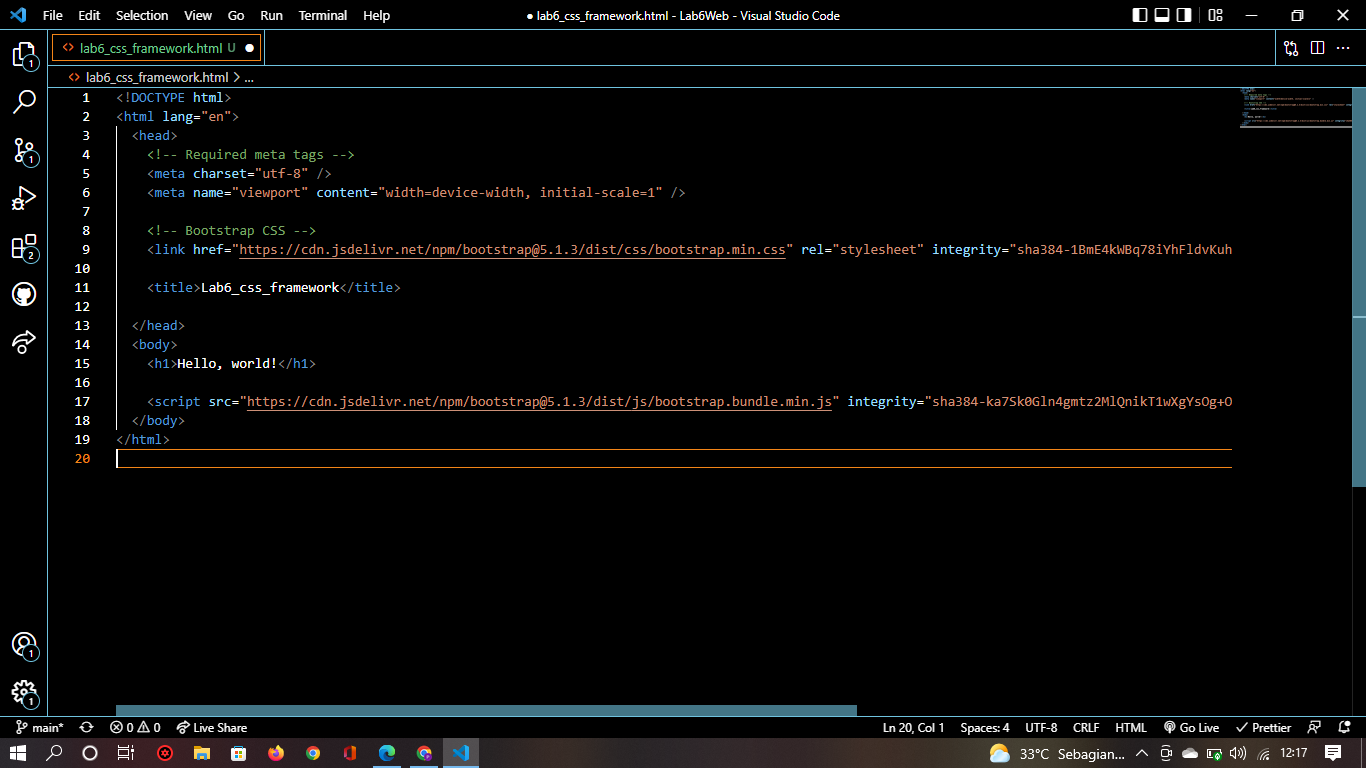 File Edit Selection View Go Run Terminal Help ● lab6_css_framework.html - Lab6Web - Visual Studio Code
1
<> lab6_css_framework.html U ●
<> lab6_css_framework.html > ...
1 <!DOCTYPE html>
2 <html lang="en">
3 <head>
4 <!-- Required meta tags -->
5 <meta charset="utf-8" />
6 <meta name="viewport" content="width=device-width, initial-scale=1" />
7
8 <!-- Bootstrap CSS -->
9 <link href="https://cdn.jsdelivr.net/npm/bootstrap@5.1.3/dist/css/bootstrap.min.css" rel="stylesheet" integrity="sha384-1BmE4kWBq78iYhFldvKuh
10
11 <title>Lab6_css_framework</title>
12
13 </head>
14 <body>
15 <h1>Hello, world!</h1>
16
17 <script src="https://cdn.jsdelivr.net/npm/bootstrap@5.1.3/dist/js/bootstrap.bundle.min.js" integrity="sha384-ka7Sk0Gln4gmtz2MlQnikT1wXgYsOg+O
18 </body>
19 </html>
20
1
2
1
1
main* 0 0 Live Share Ln 20, Col 1 Spaces: 4 UTF-8 CRLF HTML Go Live Prettier
33°C Sebagian... 12:17